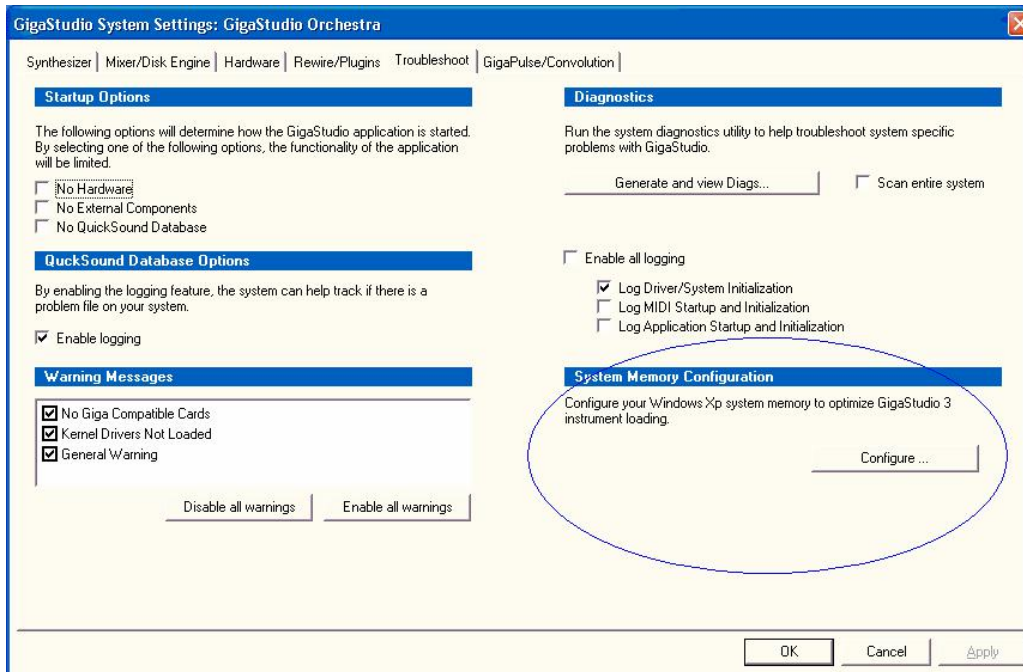 GigaStudio System Settings: GigaStudio Orchestra
Synthesizer
Mixer/Disk Engine
Hardware
Rewire/Plugins
Troubleshoot
GigaPulse/Convolution
Startup Options
The following options will determine how the GigaStudio application is started.
By selecting one of the following options, the functionality of the application
will be limited.
No Hardware
No External Components
No QuickSound Database
QuckSound Database Options
By enabling the logging feature, the system can help track if there is a
problem file on your system.
Enable logging
Warning Messages
No Giga Compatible Cards
Kernel Drivers Not Loaded
General Warning
Disable all warnings
Enable all warnings
Diagnostics
Run the system diagnostics utility to help troubleshoot system specific
problems with GigaStudio.
Generate and view Diags...
Scan entire system
Enable all logging
Log Driver/System Initialization
Log MIDI Startup and Initialization
Log Application Startup and Initialization
System Memory Configuration
Configure your Windows Xp system memory to optimize GigaStudio 3
instrument loading.
Configure ...
OK
Cancel
Apply